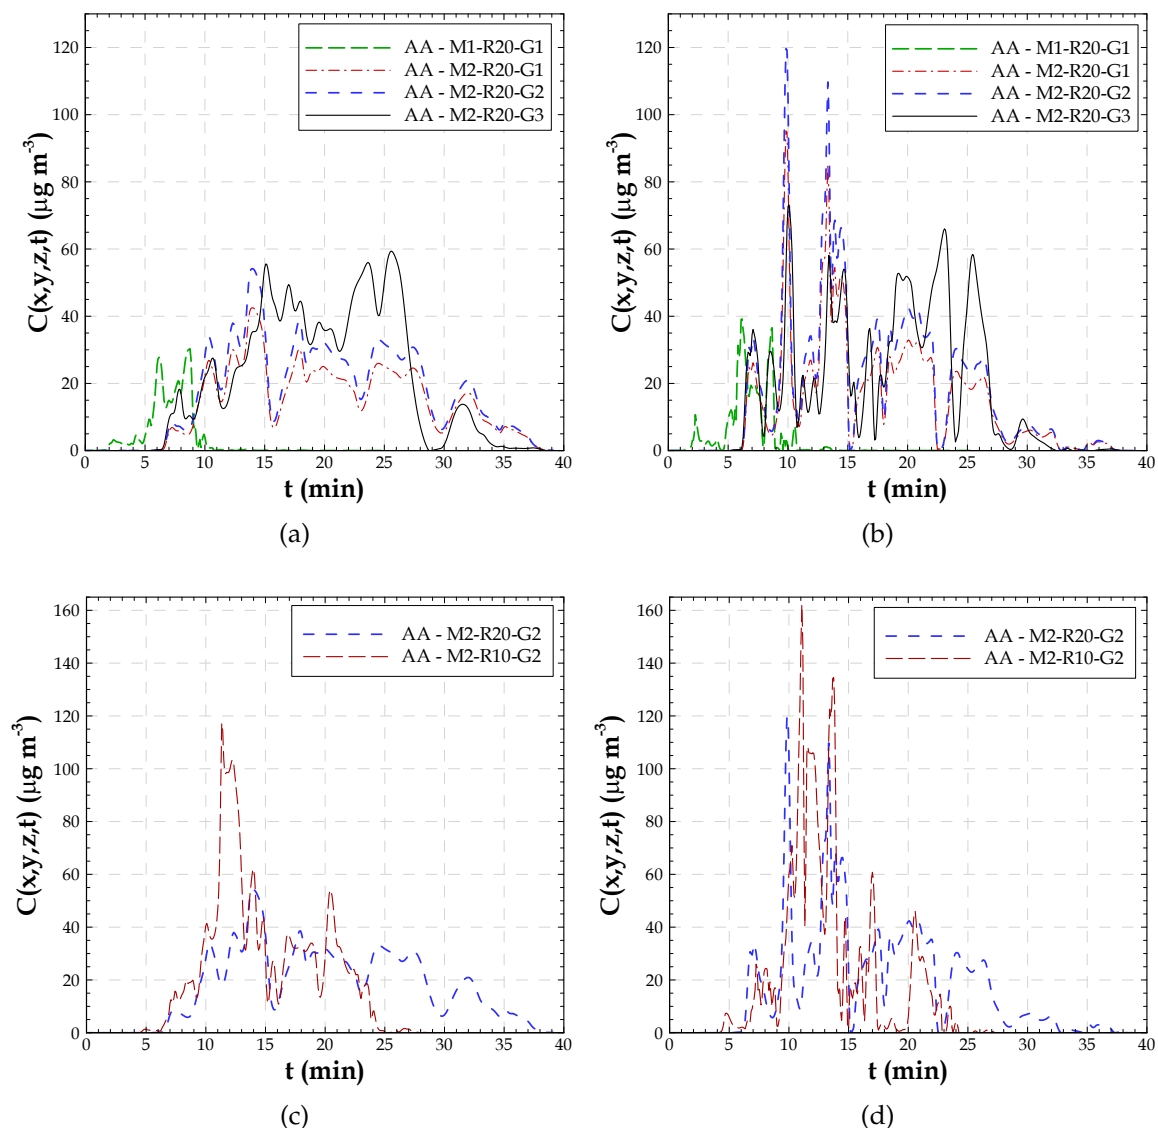 AA - M1-R20-G1
AA - M2-R20-G1
AA - M2-R20-G2
AA - M2-R20-G3
C(x,y,z,t) (μg m⁻³)
120
100
80
60
40
20
0
0 5 10 15 20 25 30 35 40
t (min)
(a)
AA - M1-R20-G1
AA - M2-R20-G1
AA - M2-R20-G2
AA - M2-R20-G3
C(x,y,z,t) (μg m⁻³)
120
100
80
60
40
20
0
0 5 10 15 20 25 30 35 40
t (min)
(b)
AA - M2-R20-G2
AA - M2-R10-G2
C(x,y,z,t) (μg m⁻³)
160
140
120
100
80
60
40
20
0
0 5 10 15 20 25 30 35 40
t (min)
(c)
AA - M2-R20-G2
AA - M2-R10-G2
C(x,y,z,t) (μg m⁻³)
160
140
120
100
80
60
40
20
0
0 5 10 15 20 25 30 35 40
t (min)
(d)